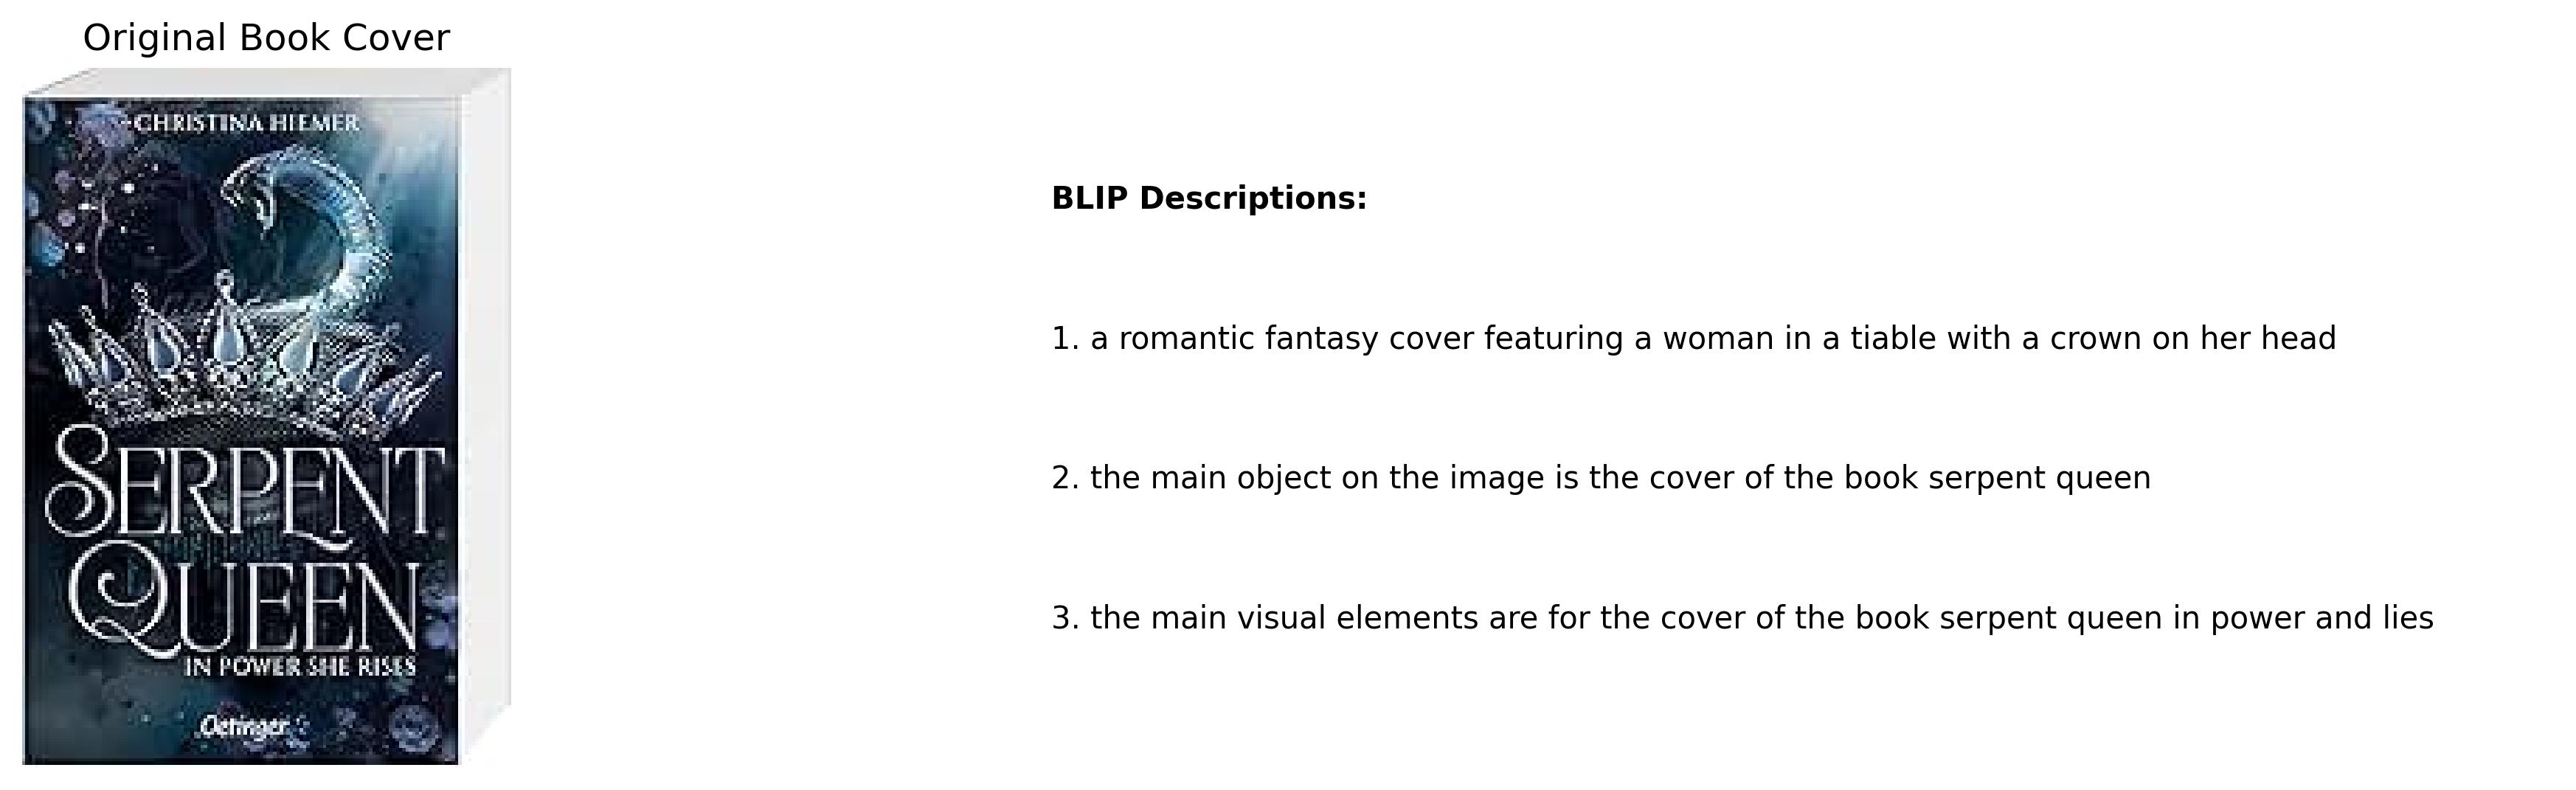 Original Book Cover
CHRISTINA HIEMER
SERPENT
QUEEN
IN POWER SHE RISES
Oetinger
BLIP Descriptions:
1. a romantic fantasy cover featuring a woman in a tiable with a crown on her head
2. the main object on the image is the cover of the book serpent queen
3. the main visual elements are for the cover of the book serpent queen in power and lies